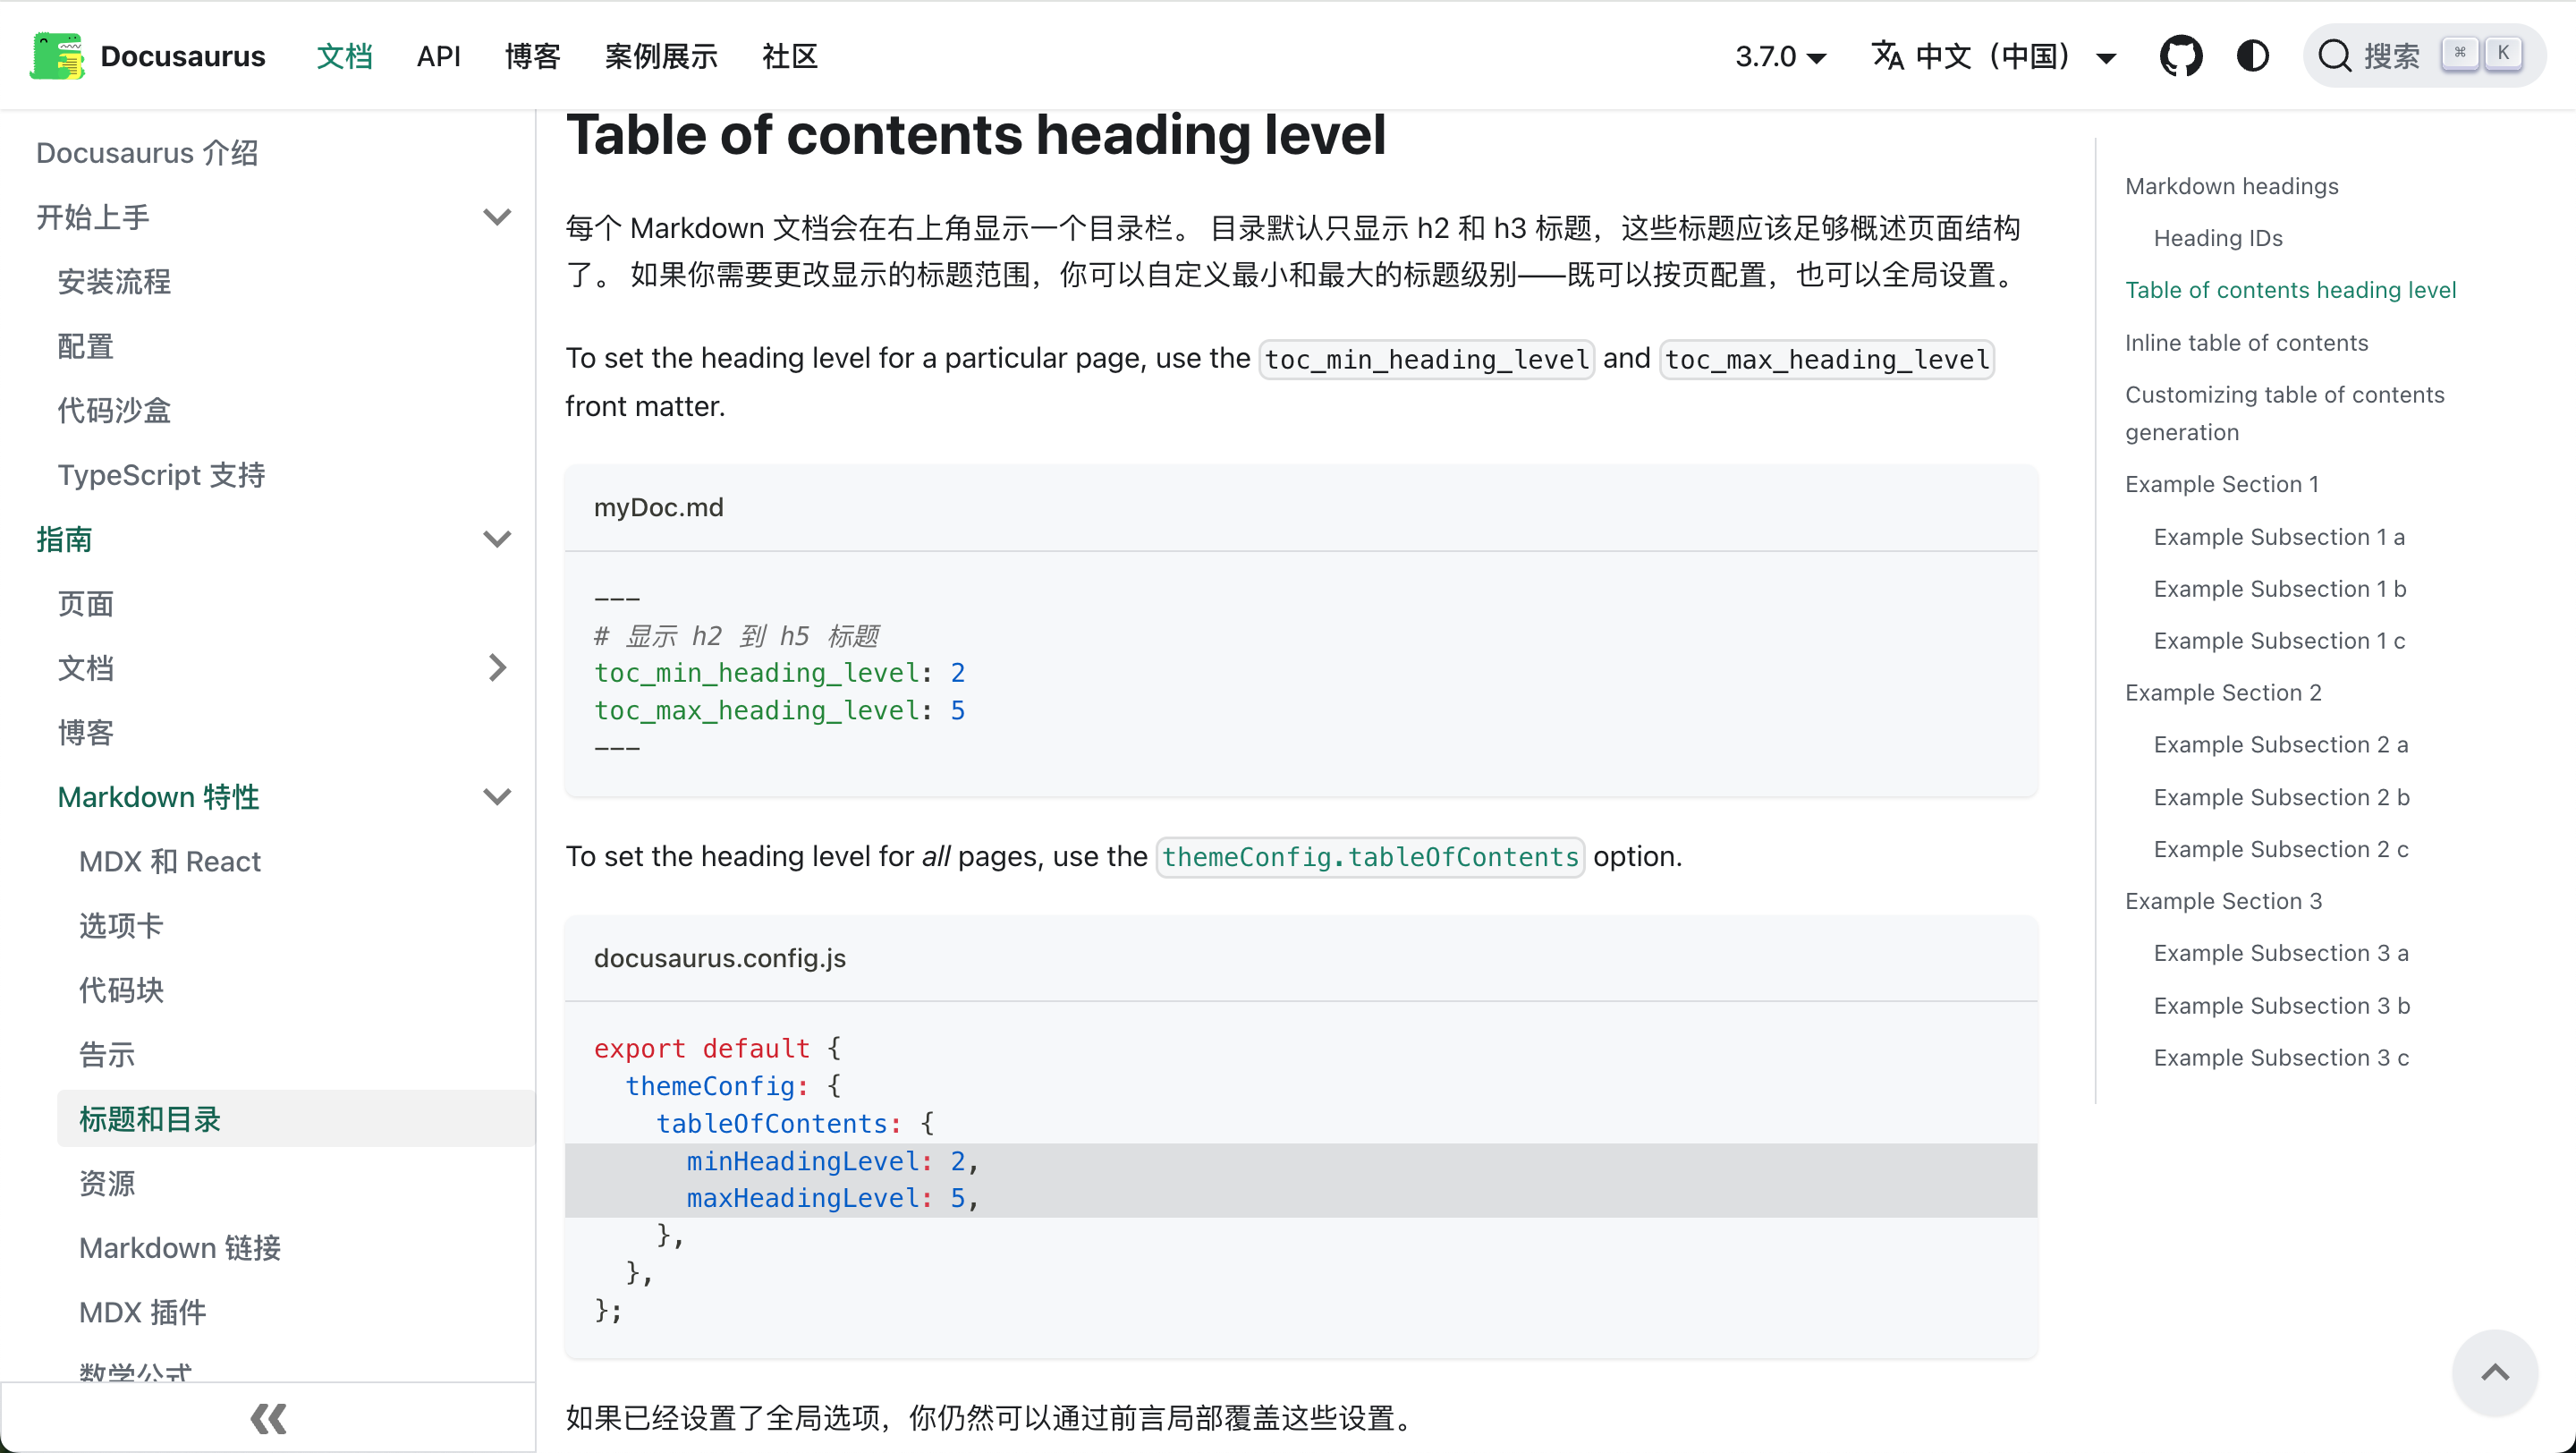 Docusaurus 文档 API 博客 案例展示 社区 3.7.0 中文（中国） 搜索 ⌘ K
Docusaurus 介绍
开始上手
安装流程
配置
代码沙盒
TypeScript 支持
指南
页面
文档
博客
Markdown 特性
MDX 和 React
选项卡
代码块
告示
标题和目录
资源
Markdown 链接
MDX 插件
数学公式
Table of contents heading level
每个 Markdown 文档会在右上角显示一个目录栏。 目录默认只显示 h2 和 h3 标题，这些标题应该足够概述页面结构
了。 如果你需要更改显示的标题范围，你可以自定义最小和最大的标题级别——既可以按页配置，也可以全局设置。
To set the heading level for a particular page, use the toc_min_heading_level and toc_max_heading_level
front matter.
myDoc.md
---
# 显示 h2 到 h5 标题
toc_min_heading_level: 2
toc_max_heading_level: 5
---
To set the heading level for all pages, use the themeConfig.tableOfContents option.
docusaurus.config.js
export default {
  themeConfig: {
    tableOfContents: {
      minHeadingLevel: 2,
      maxHeadingLevel: 5,
    },
  },
};
如果已经设置了全局选项，你仍然可以通过前言局部覆盖这些设置。
Markdown headings
Heading IDs
Table of contents heading level
Inline table of contents
Customizing table of contents
generation
Example Section 1
Example Subsection 1 a
Example Subsection 1 b
Example Subsection 1 c
Example Section 2
Example Subsection 2 a
Example Subsection 2 b
Example Subsection 2 c
Example Section 3
Example Subsection 3 a
Example Subsection 3 b
Example Subsection 3 c